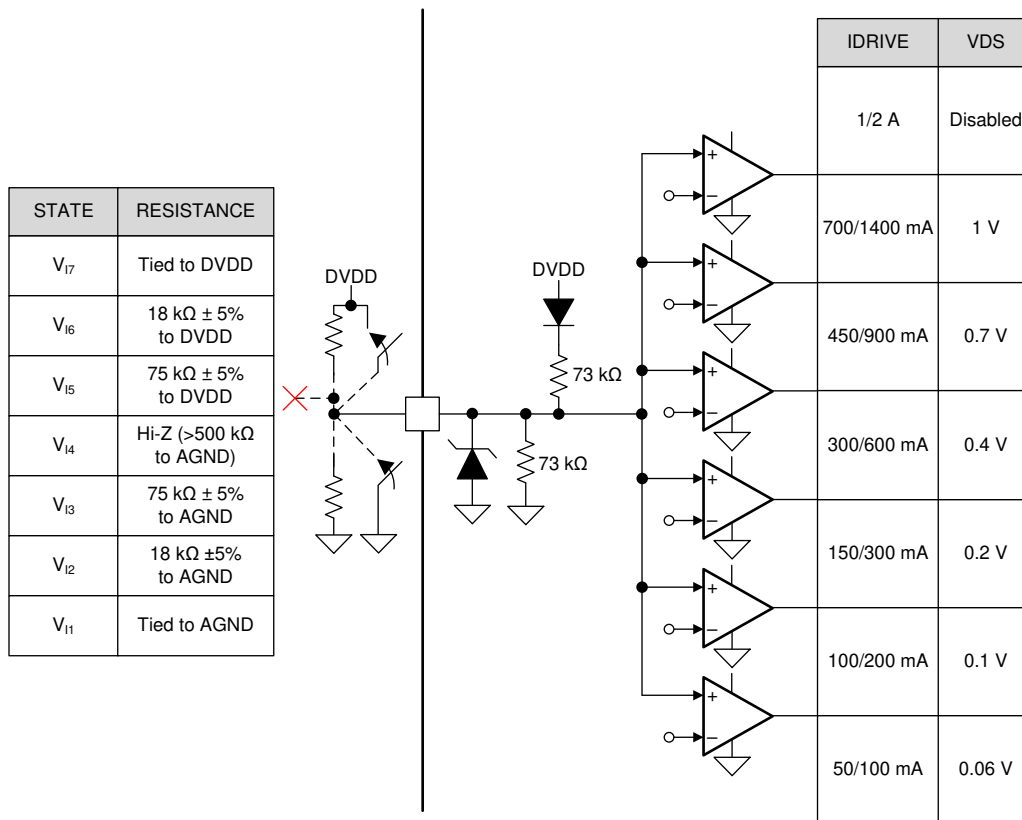 STATE RESISTANCE
V_I7 Tied to DVDD
V_I6 18 kΩ ± 5%
to DVDD
V_I5 75 kΩ ± 5%
to DVDD
V_I4 Hi-Z (>500 kΩ
to AGND)
V_I3 75 kΩ ± 5%
to AGND
V_I2 18 kΩ ±5%
to AGND
V_I1 Tied to AGND
DVDD
DVDD
73 kΩ
73 kΩ
+
−
+
−
+
−
+
−
+
−
+
−
IDRIVE VDS
1/2 A Disabled
700/1400 mA 1 V
450/900 mA 0.7 V
300/600 mA 0.4 V
150/300 mA 0.2 V
100/200 mA 0.1 V
50/100 mA 0.06 V